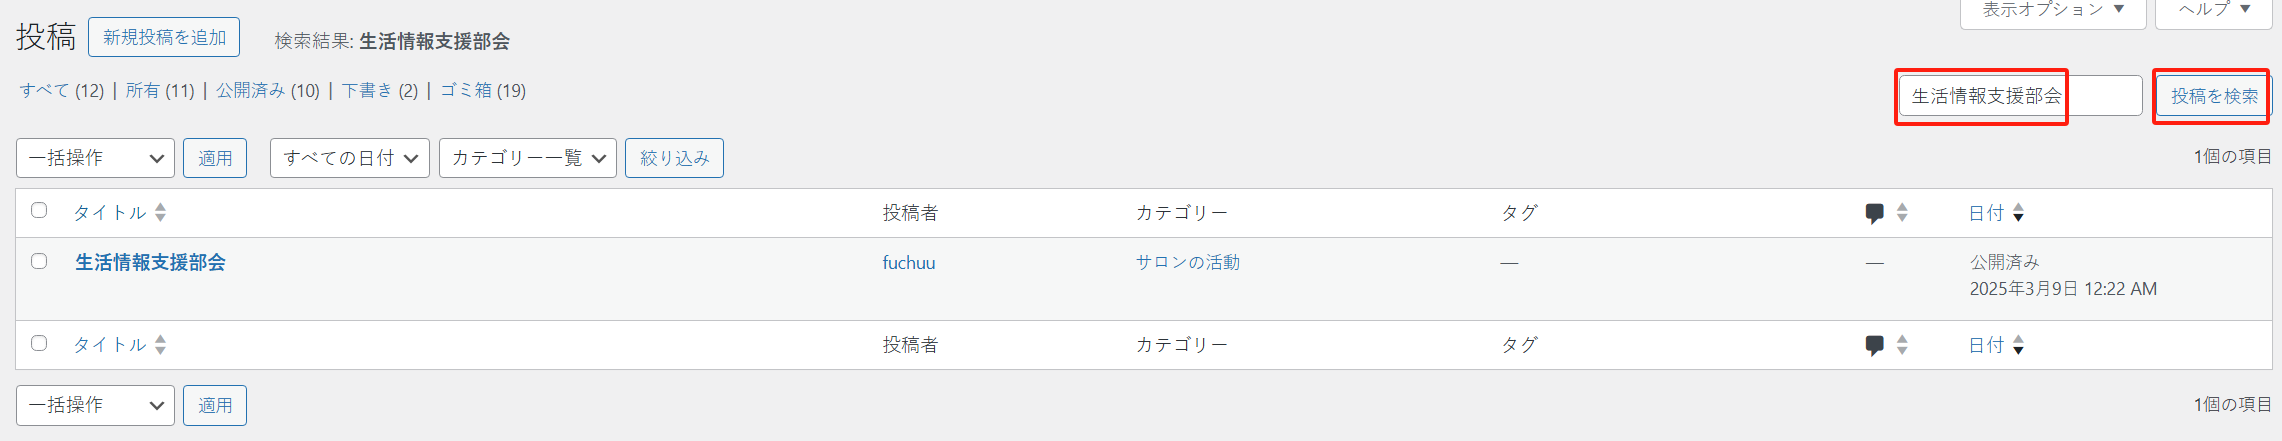 表示オプション ▼ ヘルプ ▼
投稿 新規投稿を追加 検索結果: 生活情報支援部会
すべて (12) | 所有 (11) | 公開済み (10) | 下書き (2) | ゴミ箱 (19)
生活情報支援部会 投稿を検索
一括操作 適用 すべての日付 カテゴリー一覧 絞り込み 1個の項目
タイトル 投稿者 カテゴリー タグ 日付
生活情報支援部会 fuchuu サロンの活動 — — 公開済み
2025年3月9日 12:22 AM
タイトル 投稿者 カテゴリー タグ 日付
一括操作 適用 1個の項目